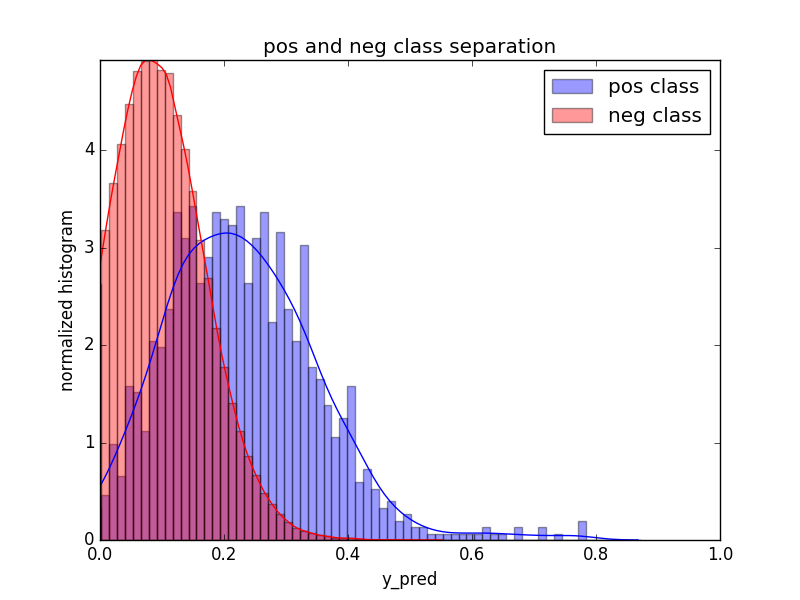 pos and neg class separation
pos class
neg class
normalized histogram
4
3
2
1
0
0.0 0.2 0.4 0.6 0.8 1.0
y_pred